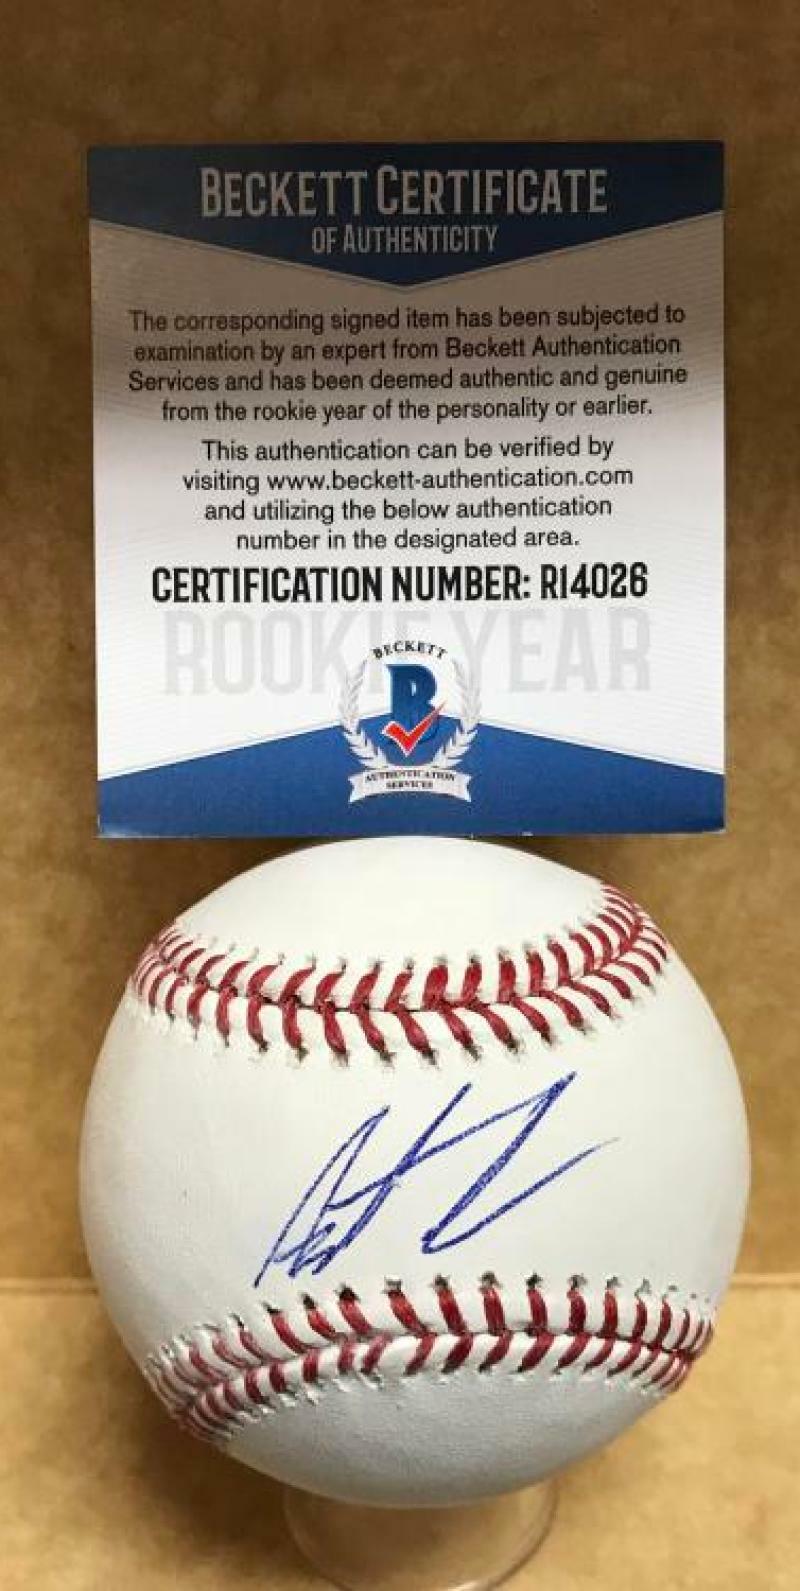 BECKETT CERTIFICATE
OF AUTHENTICITY
The corresponding signed item has been subjected to
examination by an expert from Beckett Authentication
Services and has been deemed authentic and genuine
from the rookie year of the personality or earlier.
This authentication can be verified by
visiting www.beckett-authentication.com
and utilizing the below authentication
number in the designated area.
CERTIFICATION NUMBER: R14026
ROOKIE YEAR
BECKETT
B
AUTHENTICATION
SERVICES